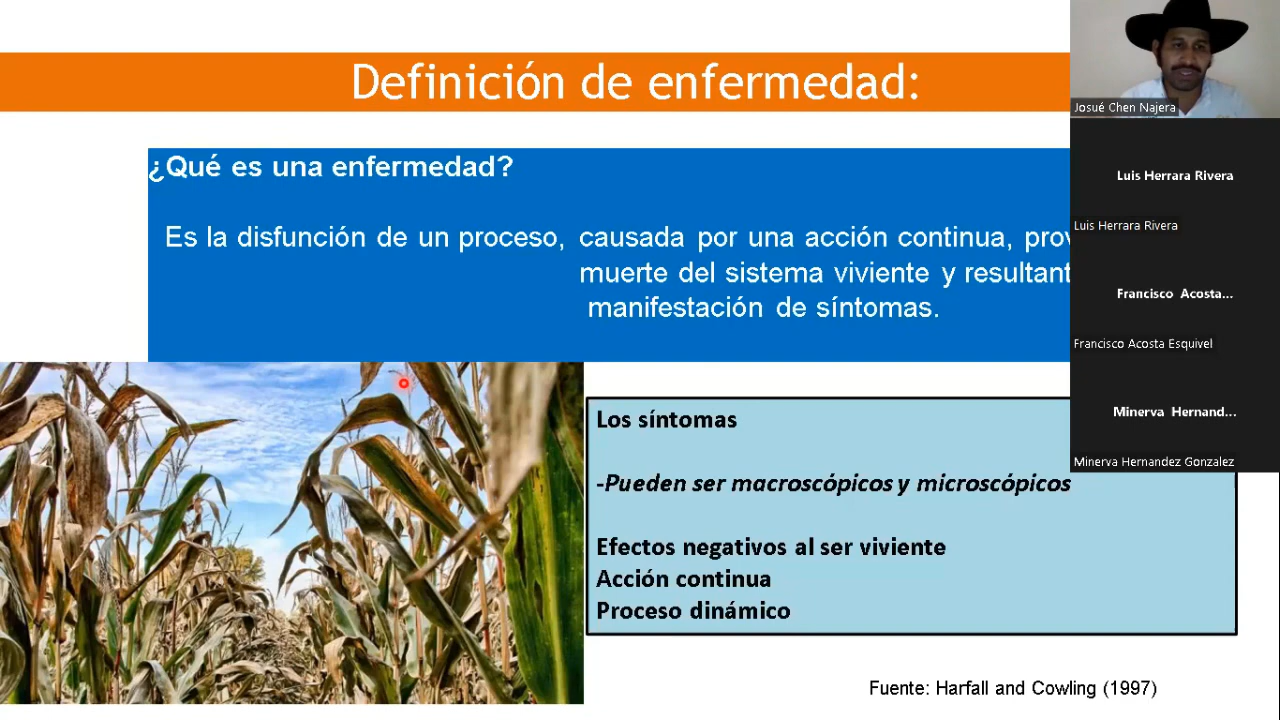 Definición de enfermedad:
¿Qué es una enfermedad?
Es la disfunción de un proceso, causada por una acción continua,
muerte del sistema viviente y
manifestación de síntomas.
Los síntomas
-Pueden ser macroscópicos y microscópicos
Efectos negativos al ser viviente
Acción continua
Proceso dinámico
Fuente: Harfall and Cowling (1997)
Josué Chen Najera
Luis Herrara Rivera
Luis Herrara Rivera
Francisco Acosta...
Francisco Acosta Esquivel
Minerva Hernand...
Minerva Hernandez Gonzalez